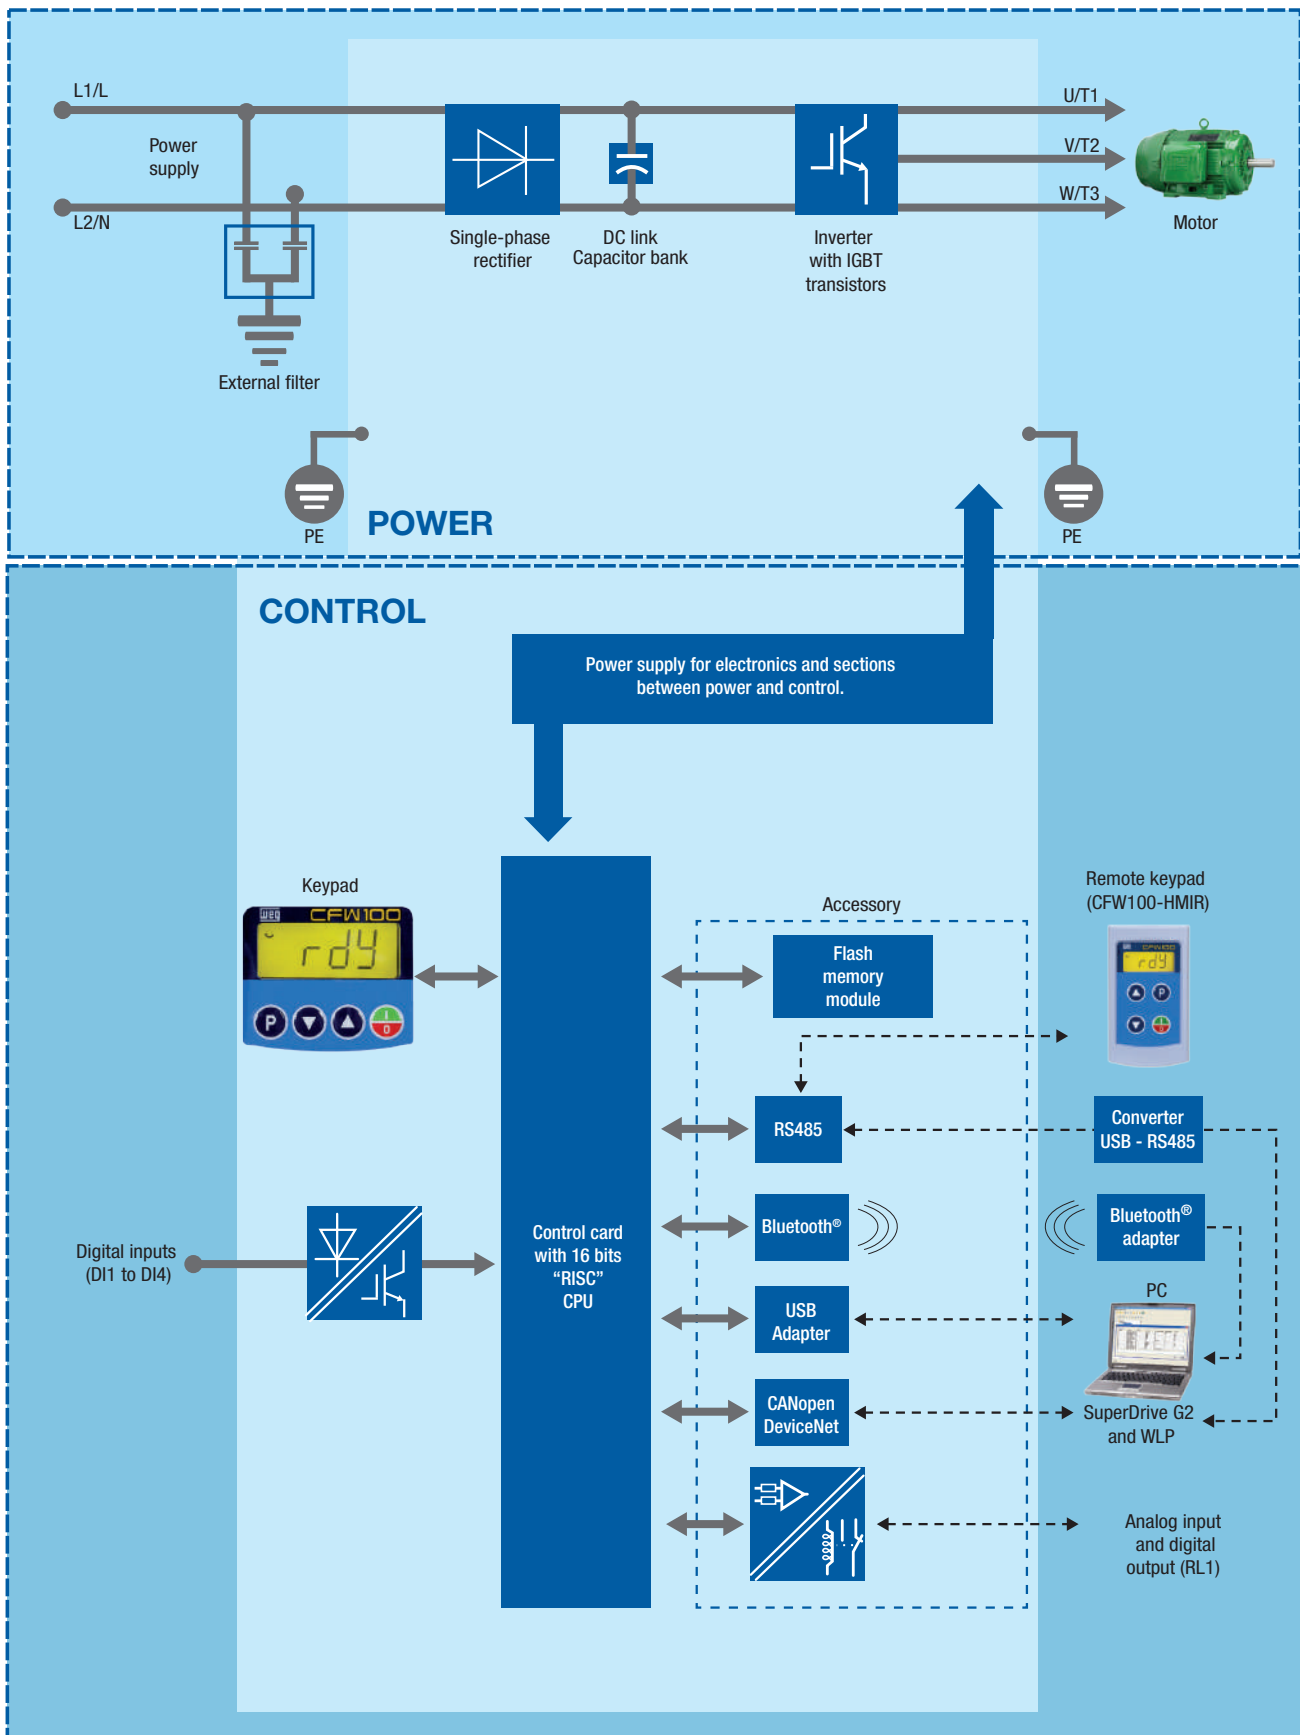 L1/L
U/T1
Power
supply
V/T2
L2/N
W/T3
Motor
Single-phase
rectifier
DC link
Capacitor bank
Inverter
with IGBT
transistors
External filter
PE
POWER
PE
CONTROL
Power supply for electronics and sections
between power and control.
Keypad
WEG
CFW100
rdy
P
I
0
Accessory
Remote keypad
(CFW100-HMIR)
CFW100
rdy
P
Flash
memory
module
RS485
Converter
USB - RS485
Bluetooth®
Bluetooth®
adapter
Digital inputs
(DI1 to DI4)
Control card
with 16 bits
“RISC”
CPU
USB
Adapter
PC
CANopen
DeviceNet
SuperDrive G2
and WLP
Analog input
and digital
output (RL1)